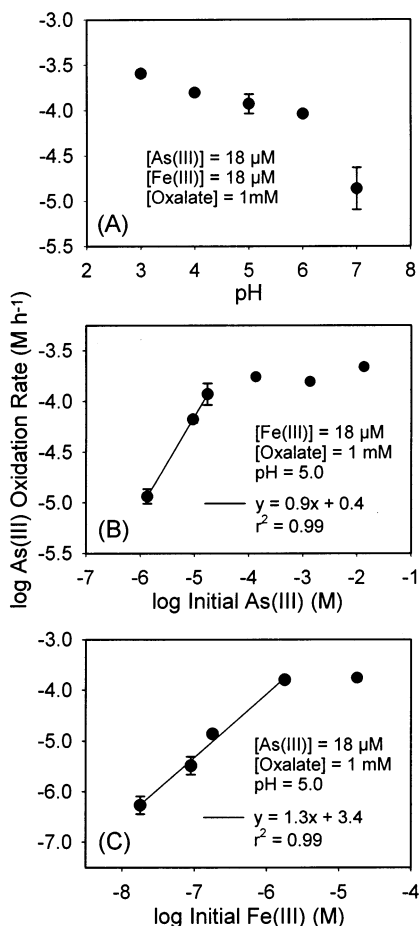 -3.0
-3.5
-4.0
-4.5
-5.0
-5.5
[As(III)] = 18 µM
[Fe(III)] = 18 µM
[Oxalate] = 1mM
(A)
2 3 4 5 6 7 8
pH
log As(III) Oxidation Rate (M h-1)
-3.0
-3.5
-4.0
-4.5
-5.0
-5.5
[Fe(III)] = 18 µM
[Oxalate] = 1 mM
pH = 5.0
y = 0.9x + 0.4
r² = 0.99
(B)
-7 -6 -5 -4 -3 -2 -1
log Initial As(III) (M)
-3.0
-4.0
-5.0
-6.0
-7.0
[As(III)] = 18 µM
[Oxalate] = 1 mM
pH = 5.0
y = 1.3x + 3.4
r² = 0.99
(C)
-8 -7 -6 -5 -4
log Initial Fe(III) (M)